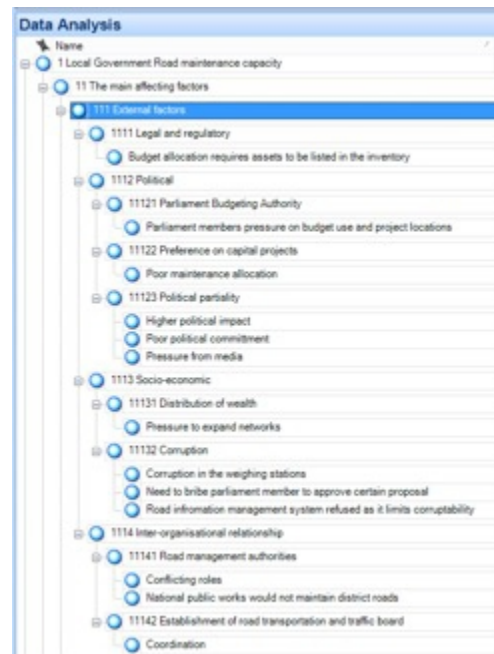 Data Analysis
Name
1 Local Government Road maintenance capacity
11 The main affecting factors
111 External factors
1111 Legal and regulatory
Budget allocation requires assets to be listed in the inventory
1112 Political
11121 Parliament Budgeting Authority
Parliament members pressure on budget use and project locations
11122 Preference on capital projects
Poor maintenance allocation
11123 Political partiality
Higher political impact
Poor political committment
Pressure from media
1113 Socio-economic
11131 Distribution of wealth
Pressure to expand networks
11132 Corruption
Corruption in the weighing stations
Need to bribe parliament member to approve certain proposal
Road infromation management system refused as it limits corruptability
1114 Inter-organisational relationship
11141 Road management authorities
Conflicting roles
National public works would not maintain district roads
11142 Establishment of road transportation and traffic board
Coordination